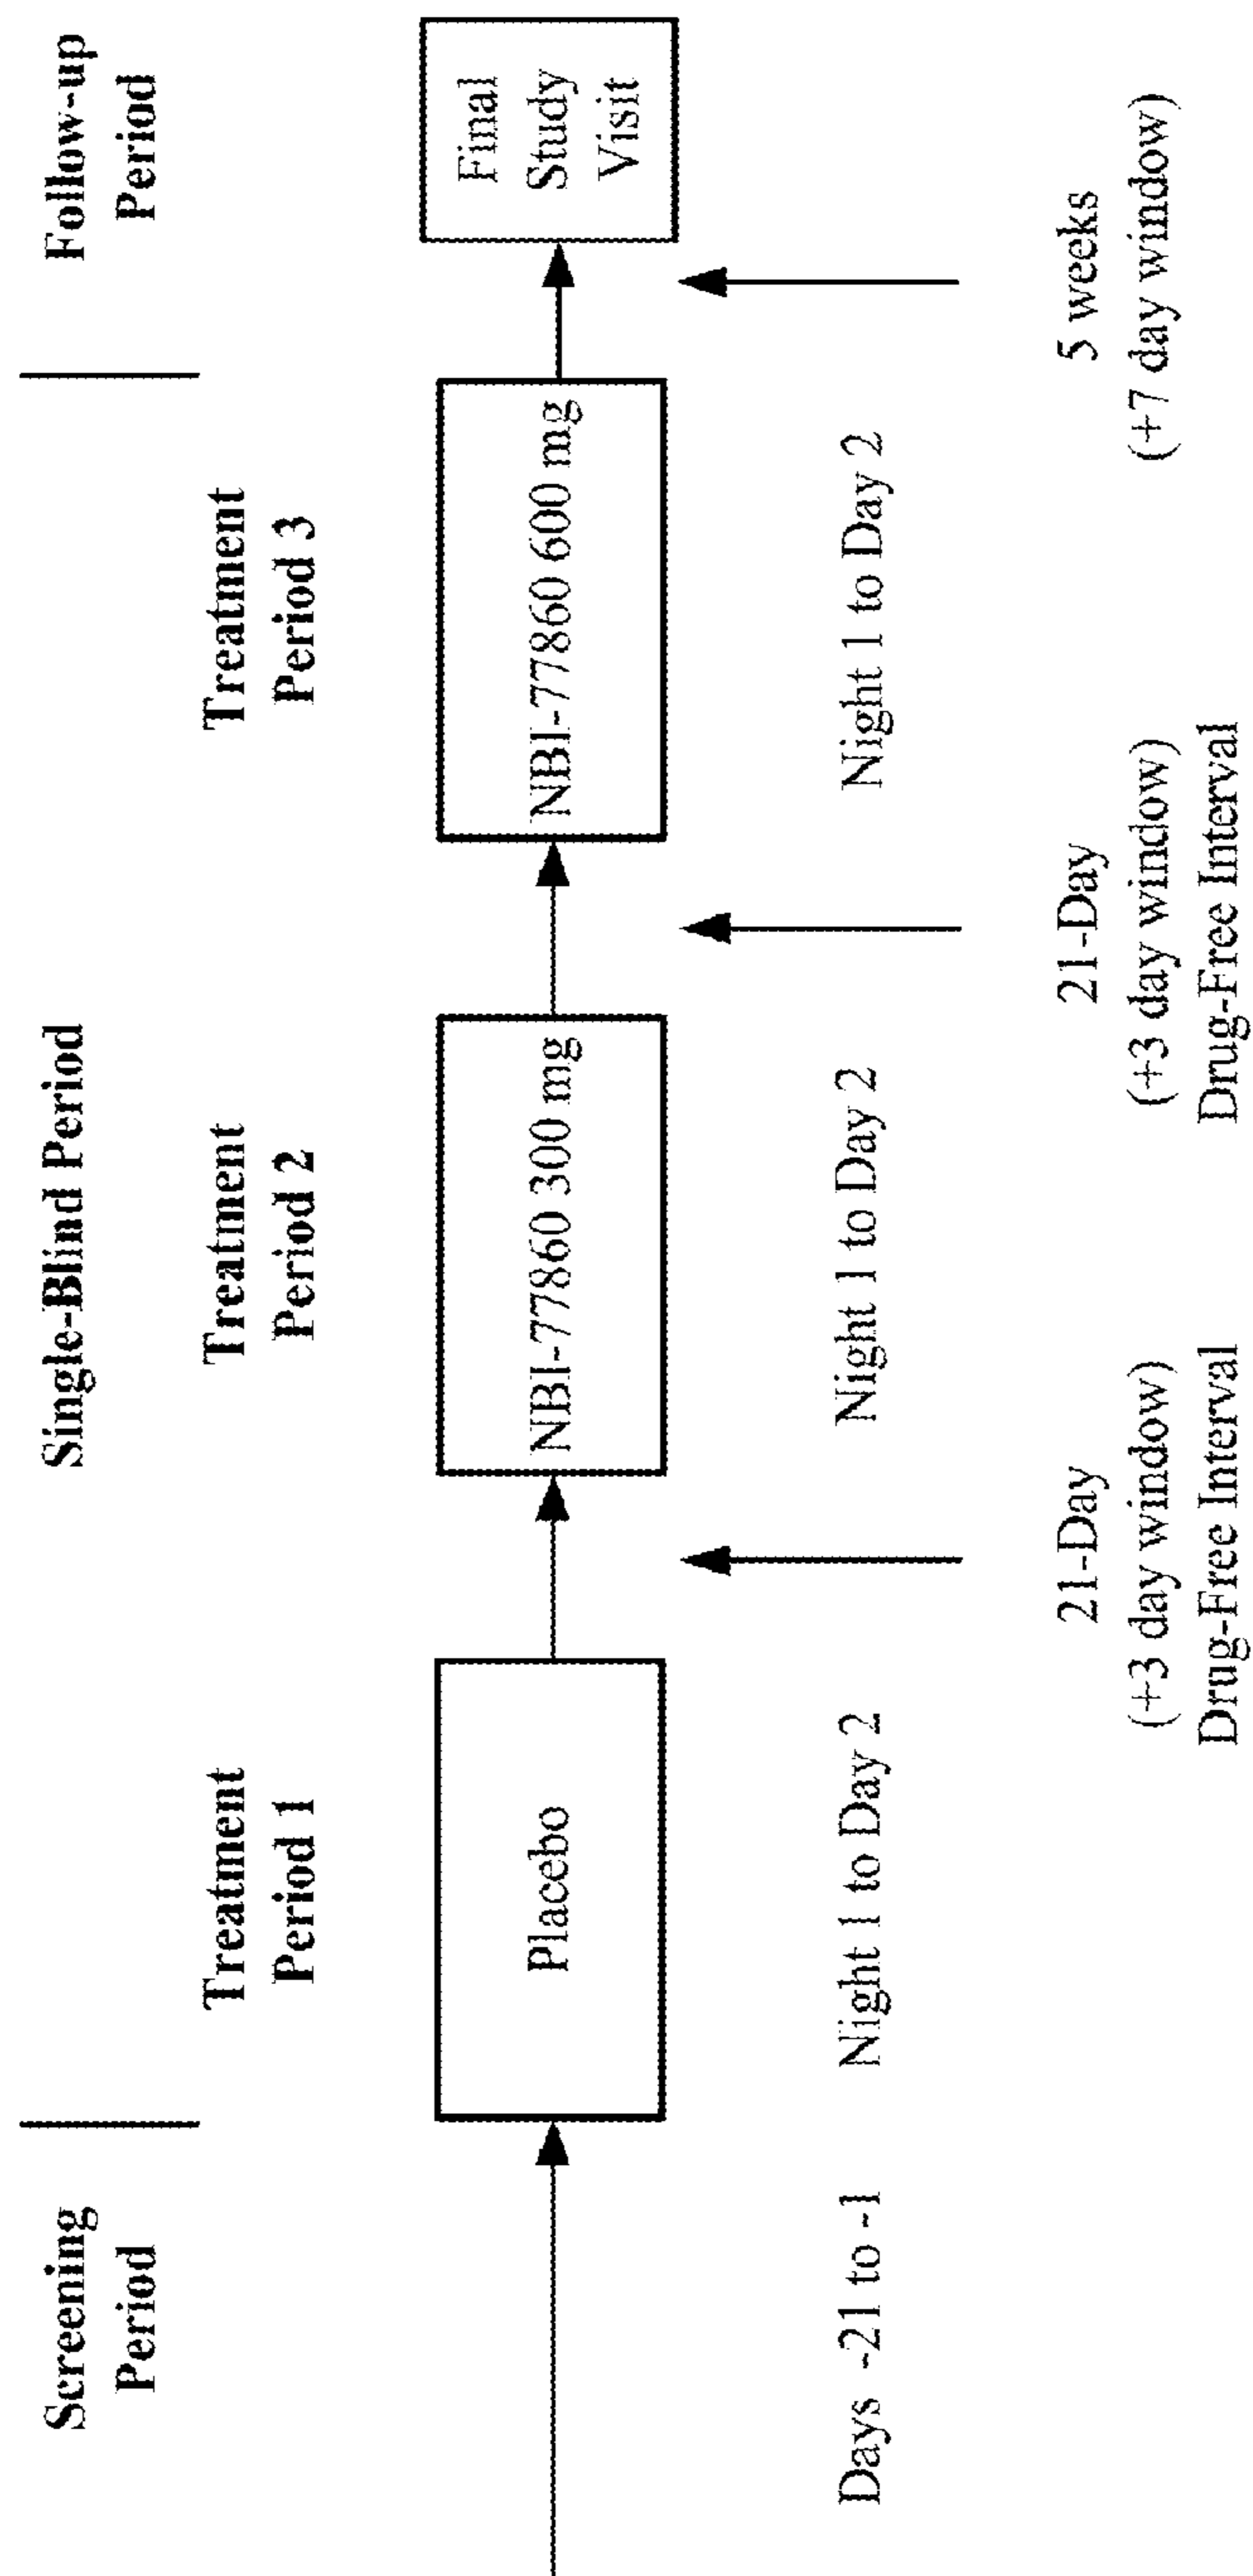 Screening
Period
Single-Blind Period
Follow-up
Period
Treatment
Period 1
Treatment
Period 2
Treatment
Period 3
Placebo
NBI-77860 300 mg
NBI-77860 600 mg
Final
Study
Visit
Days -21 to -1
Night 1 to Day 2
Night 1 to Day 2
Night 1 to Day 2
21-Day
(+3 day window)
Drug-Free Interval
21-Day
(+3 day window)
Drug-Free Interval
5 weeks
(+7 day window)